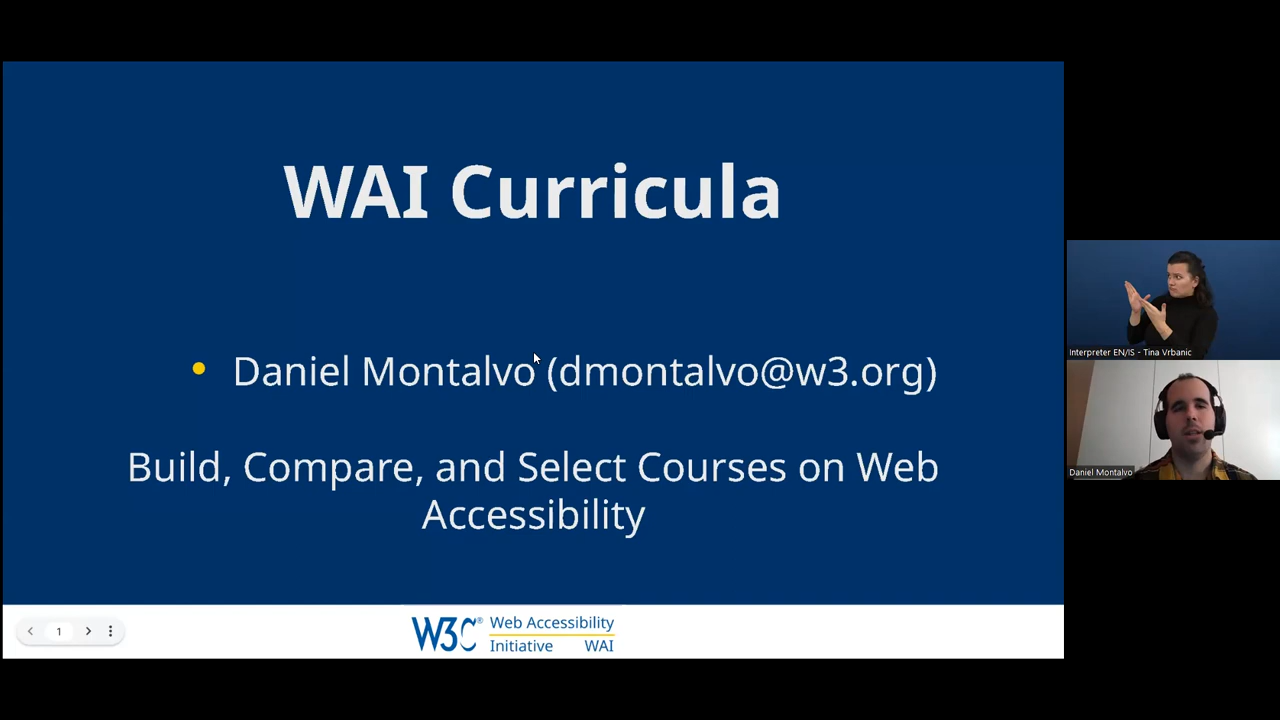 WAI Curricula
• Daniel Montalvo (dmontalvo@w3.org)
Build, Compare, and Select Courses on Web
Accessibility
1
W3C® Web Accessibility
Initiative WAI
Interpreter EN/IS - Tina Vrbanic
Daniel Montalvo